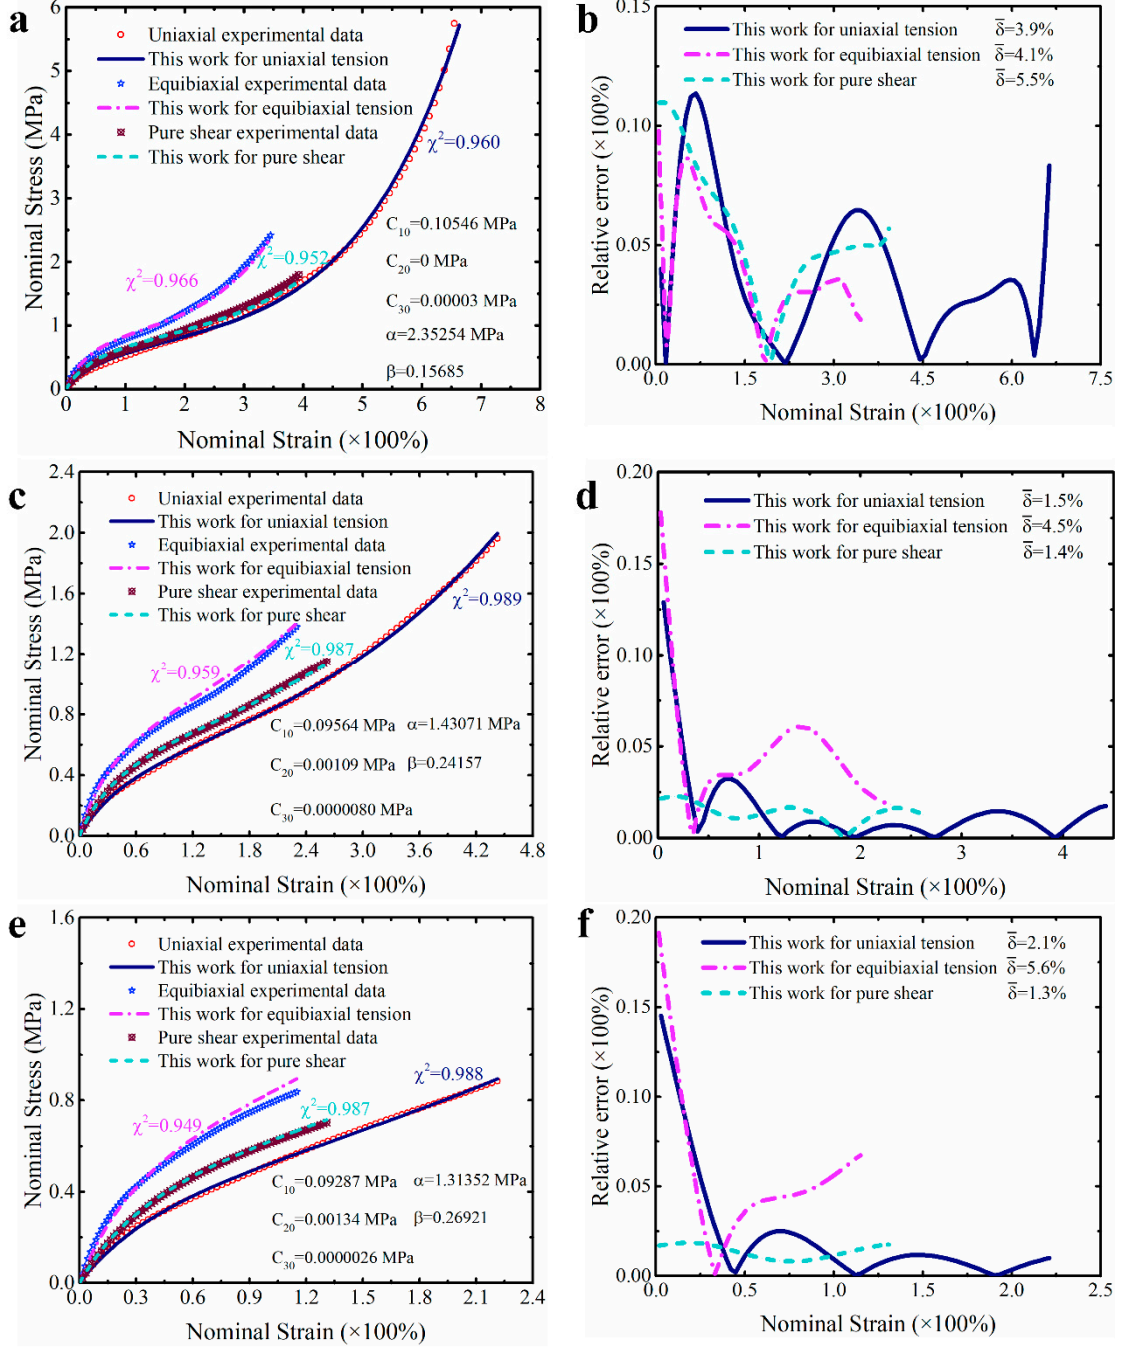 a
Nominal Stress (MPa)
6
5
4
3
2
1
0
Uniaxial experimental data
This work for uniaxial tension
Equibiaxial experimental data
This work for equibiaxial tension
Pure shear experimental data
This work for pure shear
χ²=0.960
χ²=0.952
χ²=0.966
C₁₀=0.10546 MPa
C₂₀=0 MPa
C₃₀=0.00003 MPa
α=2.35254 MPa
β=0.15685
0 1 2 3 4 5 6 7 8
Nominal Strain (×100%)
b
Relative error (×100%)
0.15
0.10
0.05
0.00
This work for uniaxial tension δ̅=3.9%
This work for equibiaxial tension δ̅=4.1%
This work for pure shear δ̅=5.5%
0.0 1.5 3.0 4.5 6.0 7.5
Nominal Strain (×100%)
c
Nominal Stress (MPa)
2.4
2.0
1.6
1.2
0.8
0.4
0.0
Uniaxial experimental data
This work for uniaxial tension
Equibiaxial experimental data
This work for equibiaxial tension
Pure shear experimental data
This work for pure shear
χ²=0.989
χ²=0.987
χ²=0.959
C₁₀=0.09564 MPa α=1.43071 MPa
C₂₀=0.00109 MPa β=0.24157
C₃₀=0.0000080 MPa
0.0 0.6 1.2 1.8 2.4 3.0 3.6 4.2 4.8
Nominal Strain (×100%)
d
Relative error (×100%)
0.20
0.15
0.10
0.05
0.00
This work for uniaxial tension δ̅=1.5%
This work for equibiaxial tension δ̅=4.5%
This work for pure shear δ̅=1.4%
0 1 2 3 4
Nominal Strain (×100%)
e
Nominal Stress (MPa)
1.6
1.2
0.8
0.4
0.0
Uniaxial experimental data
This work for uniaxial tension
Equibiaxial experimental data
This work for equibiaxial tension
Pure shear experimental data
This work for pure shear
χ²=0.988
χ²=0.987
χ²=0.949
C₁₀=0.09287 MPa α=1.31352 MPa
C₂₀=0.00134 MPa β=0.26921
C₃₀=0.0000026 MPa
0.0 0.3 0.6 0.9 1.2 1.5 1.8 2.1 2.4
Nominal Strain (×100%)
f
Relative error (×100%)
0.20
0.15
0.10
0.05
0.00
This work for uniaxial tension δ̅=2.1%
This work for equibiaxial tension δ̅=5.6%
This work for pure shear δ̅=1.3%
0.0 0.5 1.0 1.5 2.0 2.5
Nominal Strain (×100%)